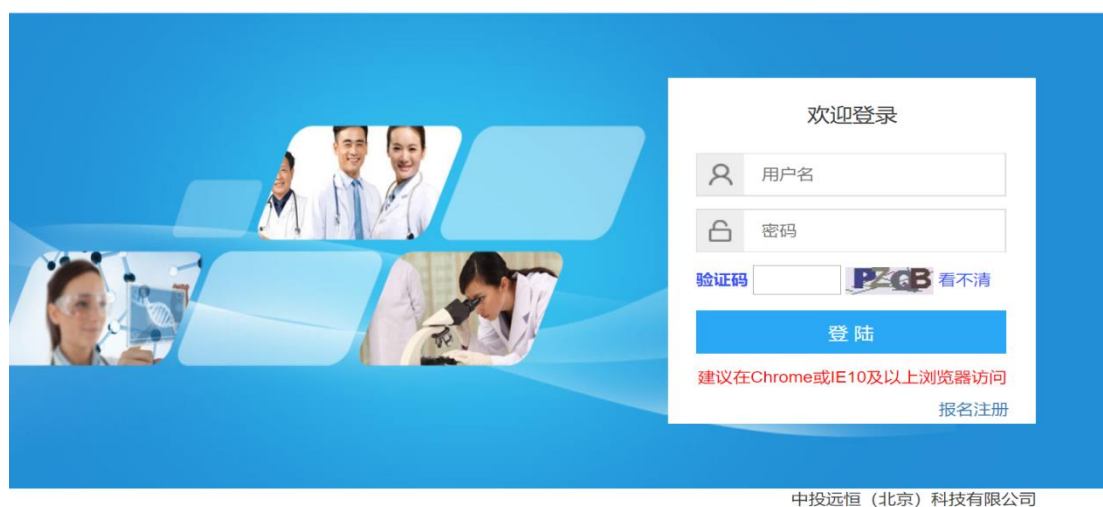 欢迎登录
用户名
密码
验证码 PZGB 看不清
登 陆
建议在Chrome或IE10及以上浏览器访问
报名注册
中投远恒（北京）科技有限公司